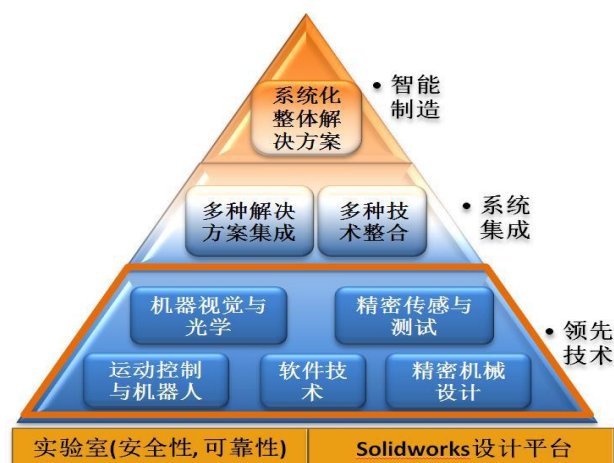 系统化
整体解
决方案
• 智能
制造
多种解决
方案集成
多种技
术整合
• 系统
集成
机器视觉与
光学
精密传感与
测试
• 领先
技术
运动控制
与机器人
软件技
术
精密机械
设计
实验室(安全性,可靠性)
Solidworks设计平台